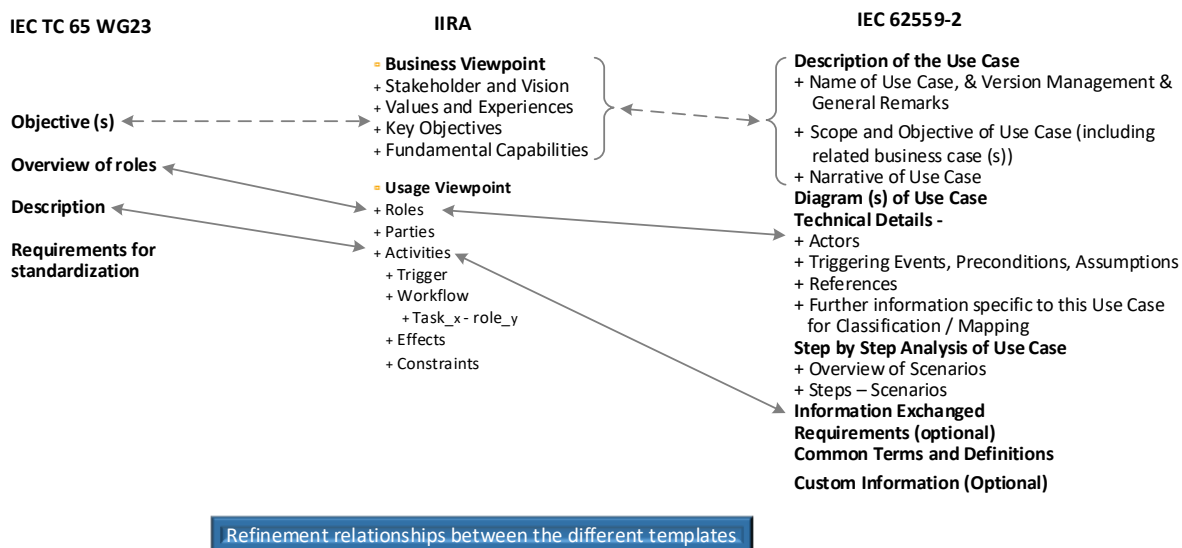 IEC TC 65 WG23
Objective (s)
Overview of roles
Description
Requirements for
standardization
IIRA
Business Viewpoint
+ Stakeholder and Vision
+ Values and Experiences
+ Key Objectives
+ Fundamental Capabilities
Usage Viewpoint
+ Roles
+ Parties
+ Activities
+ Trigger
+ Workflow
+ Task_x - role_y
+ Effects
+ Constraints
IEC 62559-2
Description of the Use Case
+ Name of Use Case, & Version Management &
General Remarks
+ Scope and Objective of Use Case (including
related business case (s))
+ Narrative of Use Case
Diagram (s) of Use Case
Technical Details -
+ Actors
+ Triggering Events, Preconditions, Assumptions
+ References
+ Further information specific to this Use Case
for Classification / Mapping
Step by Step Analysis of Use Case
+ Overview of Scenarios
+ Steps – Scenarios
Information Exchanged
Requirements (optional)
Common Terms and Definitions
Custom Information (Optional)
Refinement relationships between the different templates